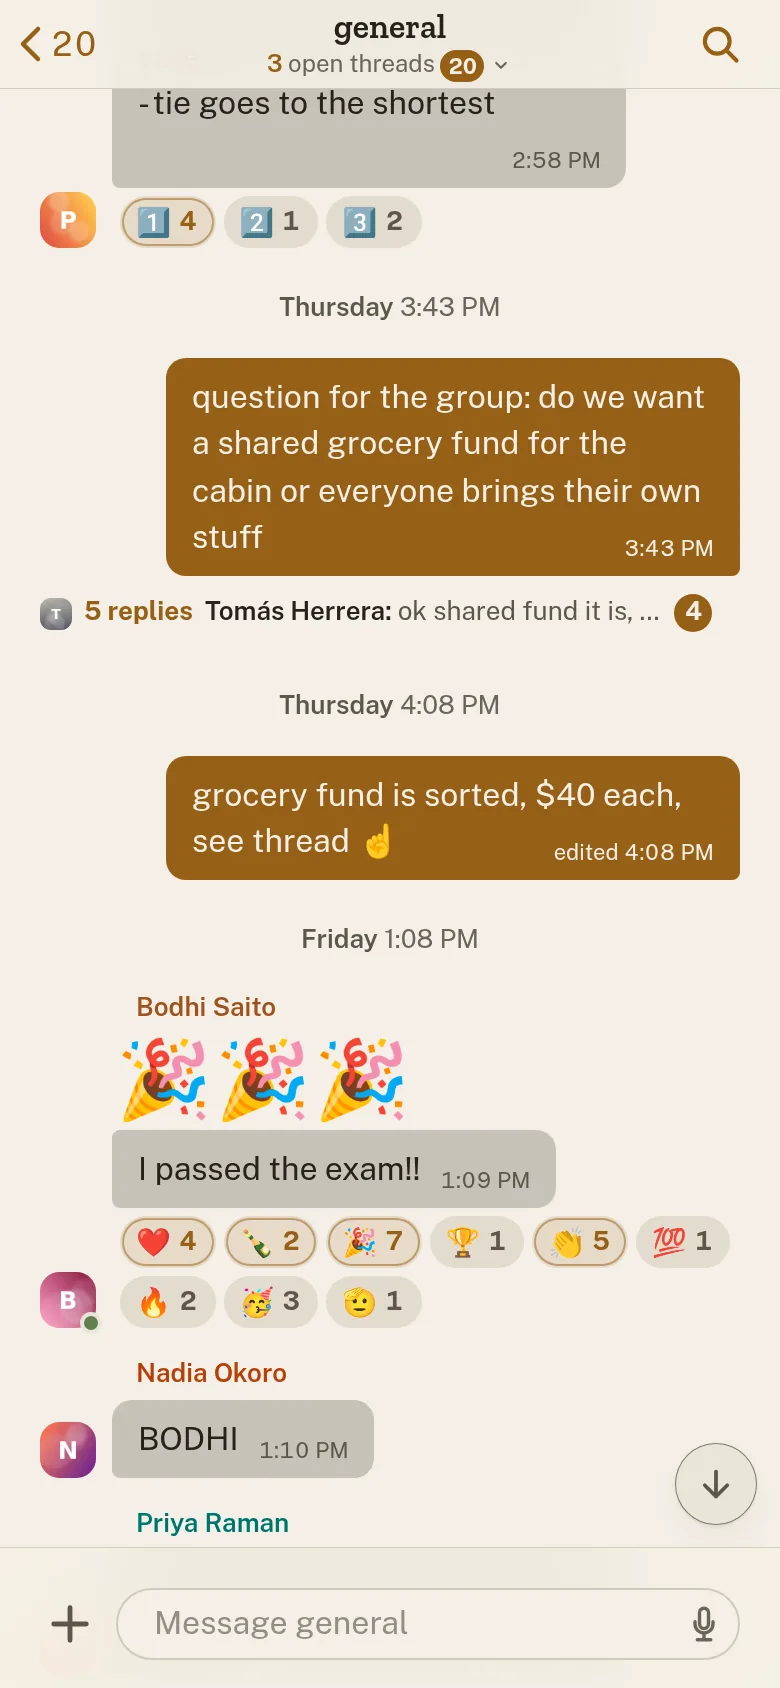 20
general
3 open threads 20
- tie goes to the shortest
2:58 PM
P
1️⃣ 4 2️⃣ 1 3️⃣ 2
Thursday 3:43 PM
question for the group: do we want
a shared grocery fund for the
cabin or everyone brings their own
stuff
3:43 PM
T 5 replies Tomás Herrera: ok shared fund it is, ... 4
Thursday 4:08 PM
grocery fund is sorted, $40 each,
see thread ☝️
edited 4:08 PM
Friday 1:08 PM
Bodhi Saito
🎉🎉🎉
I passed the exam!! 1:09 PM
❤️ 4 🍾 2 🎉 7 🏆 1 👏 5 💯 1
B
🔥 2 🥳 3 🫡 1
Nadia Okoro
N
BODHI 1:10 PM
Priya Raman
Message general